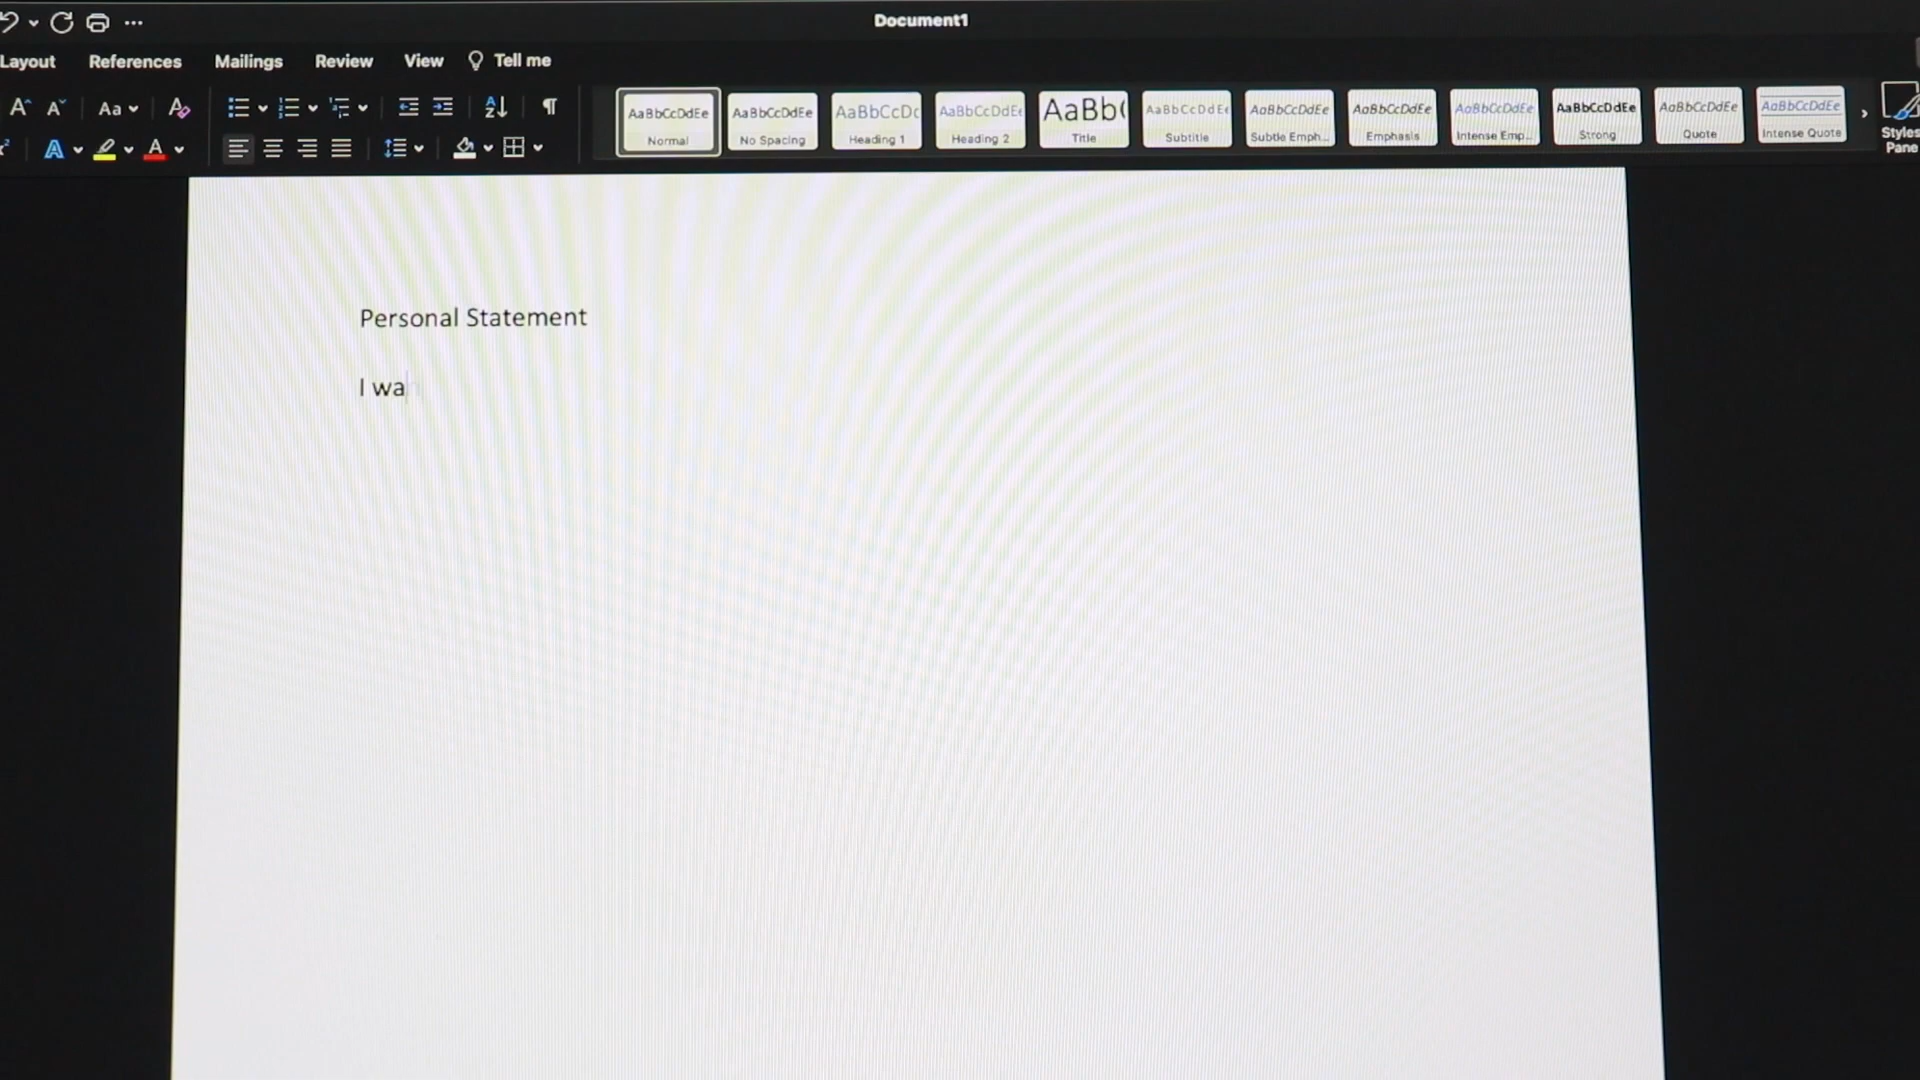 Document1
Layout References Mailings Review View Tell me
Aa
AaBbCcDdEe AaBbCcDdEe AaBbCcDc AaBbCcDdEe AaBb( AaBbCcDdEe AaBbCcDdEe AaBbCcDdEe AaBbCcDdEe AaBbCcDdEe AaBbCcDdEe AaBbCcDdEe
Normal No Spacing Heading 1 Heading 2 Title Subtitle Subtle Emph... Emphasis Intense Emp... Strong Quote Intense Quote
Styles
Pane
Personal Statement
I wa